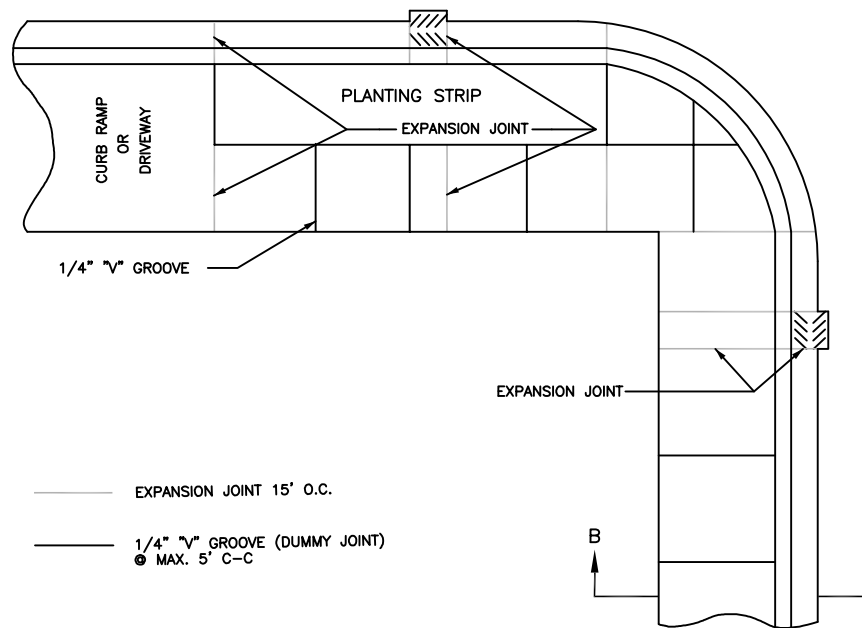 PLANTING STRIP
EXPANSION JOINT
CURB RAMP
OR
DRIVEWAY
1/4" "V" GROOVE
EXPANSION JOINT
EXPANSION JOINT 15' O.C.
1/4" "V" GROOVE (DUMMY JOINT)
@ MAX. 5' C-C
B